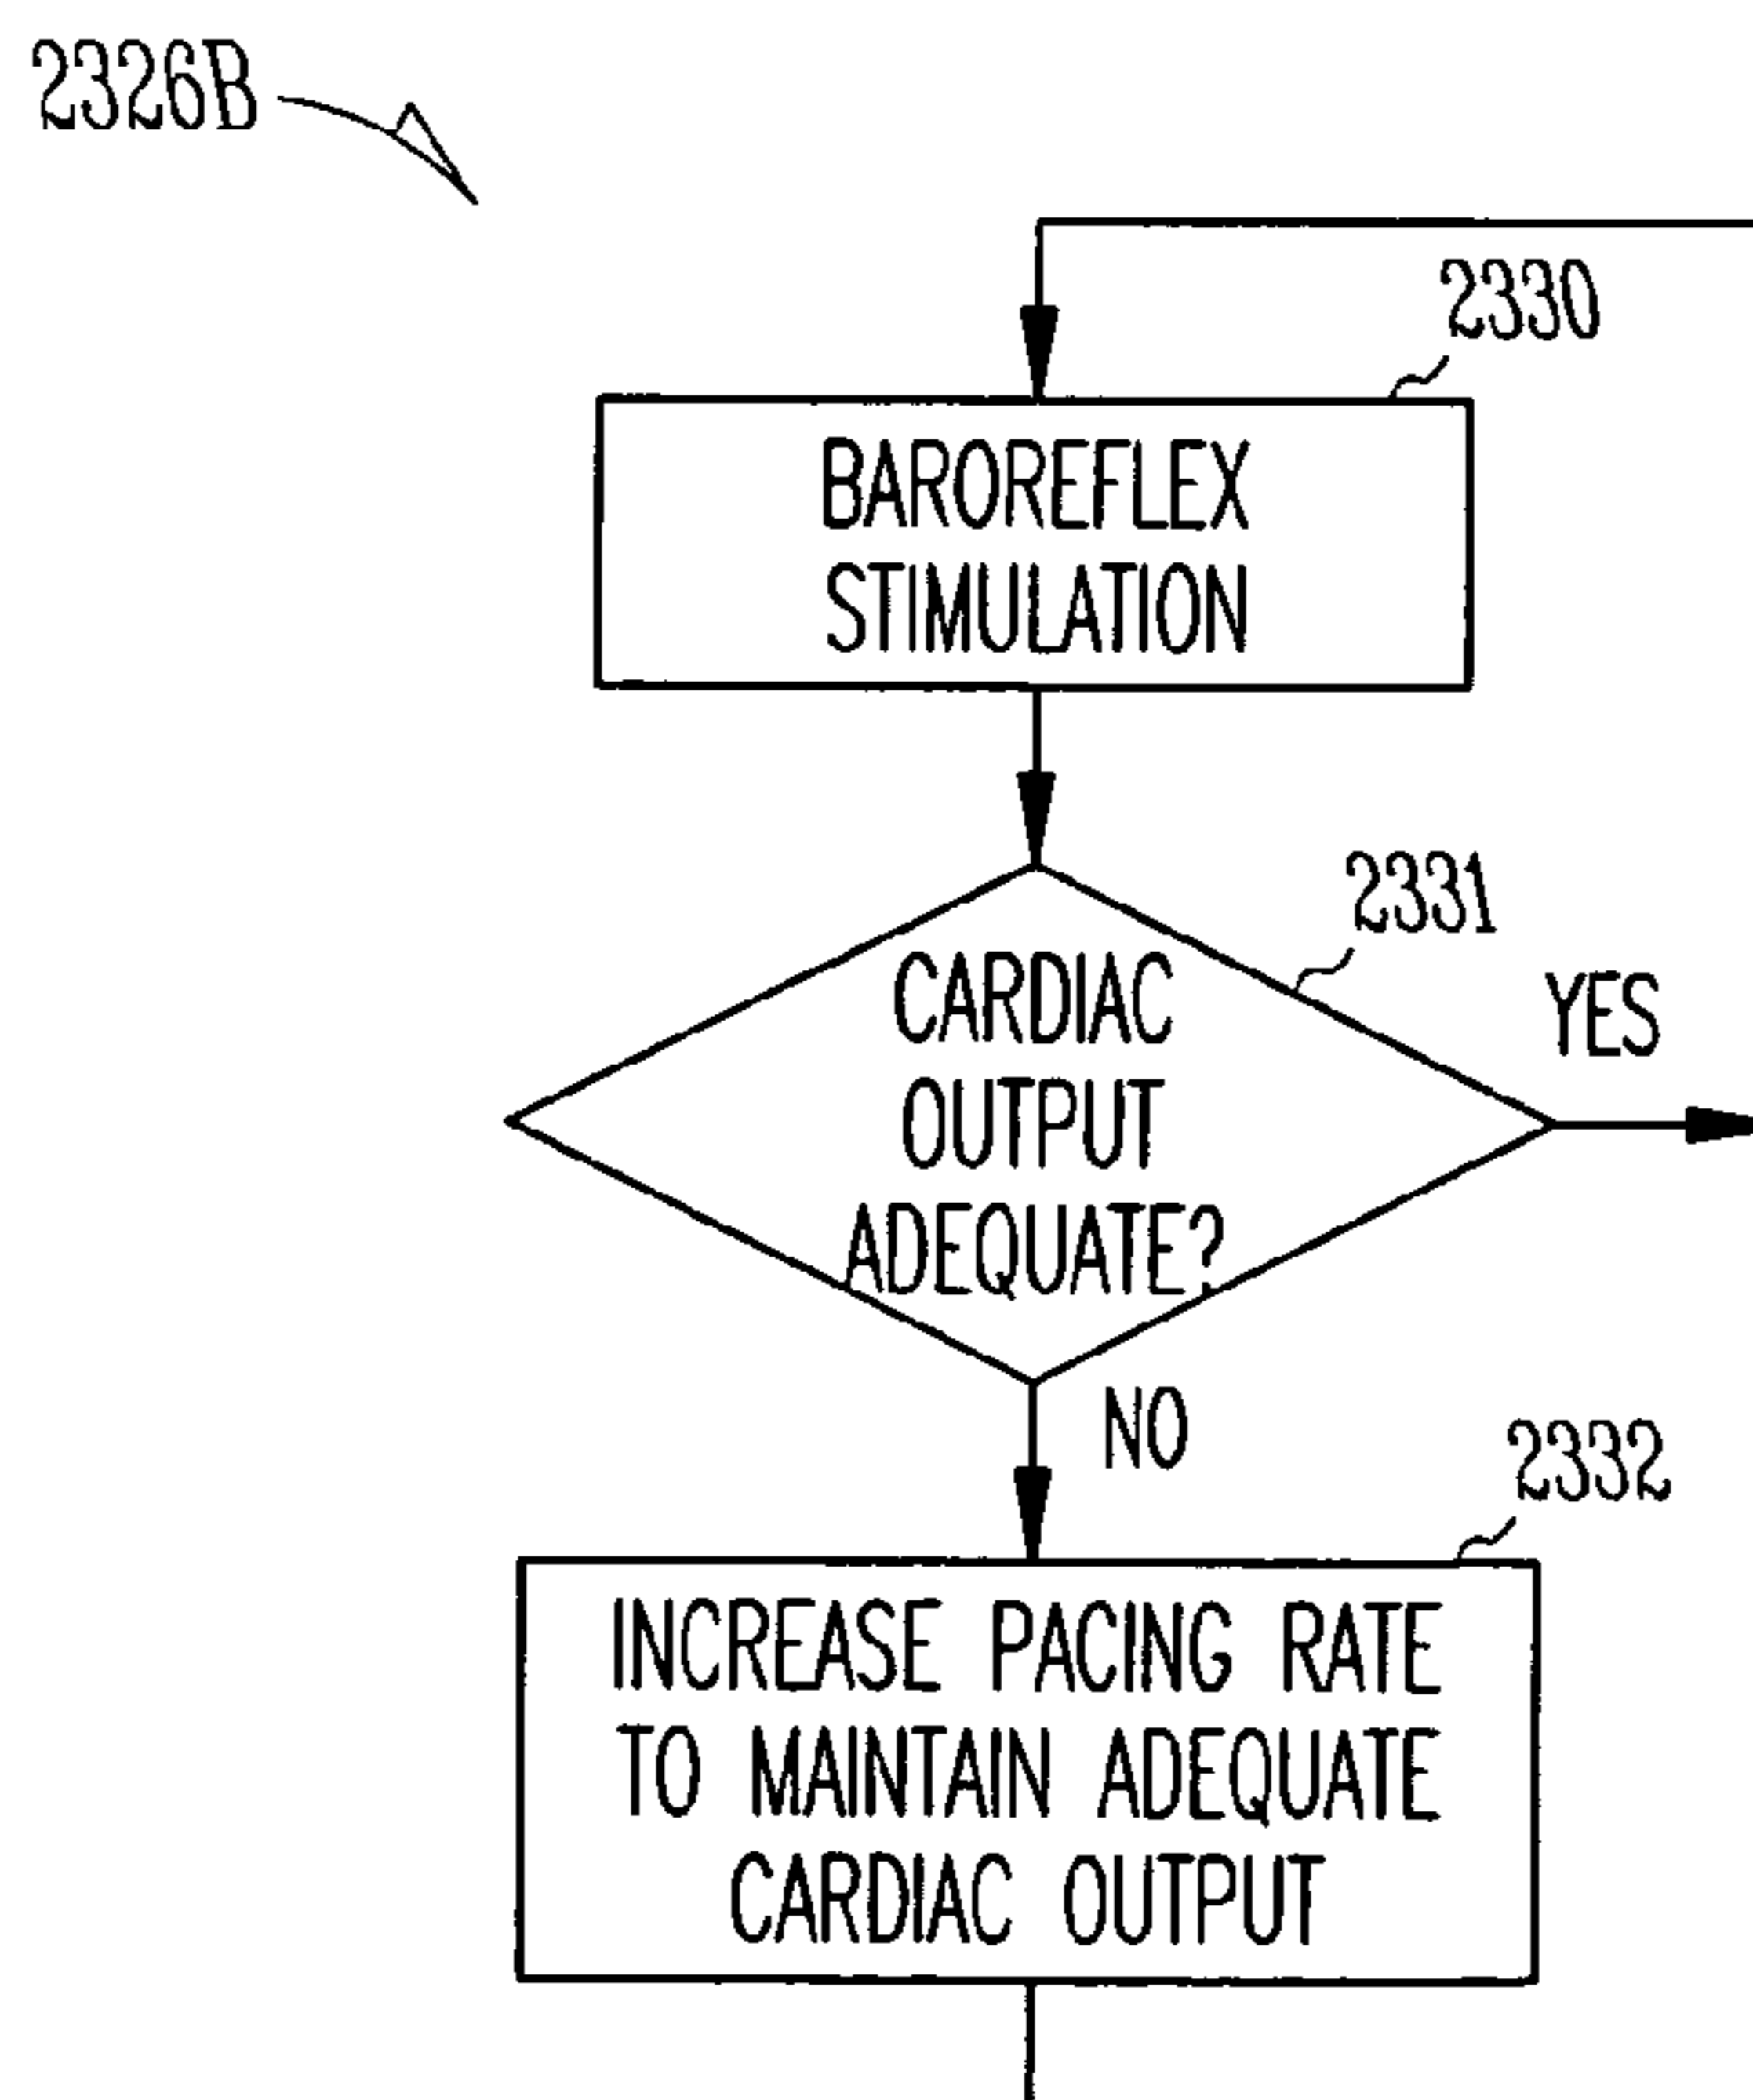 2326B
2330
BAROREFLEX
STIMULATION
2331
CARDIAC
OUTPUT
ADEQUATE?
YES
NO
2332
INCREASE PACING RATE
TO MAINTAIN ADEQUATE
CARDIAC OUTPUT